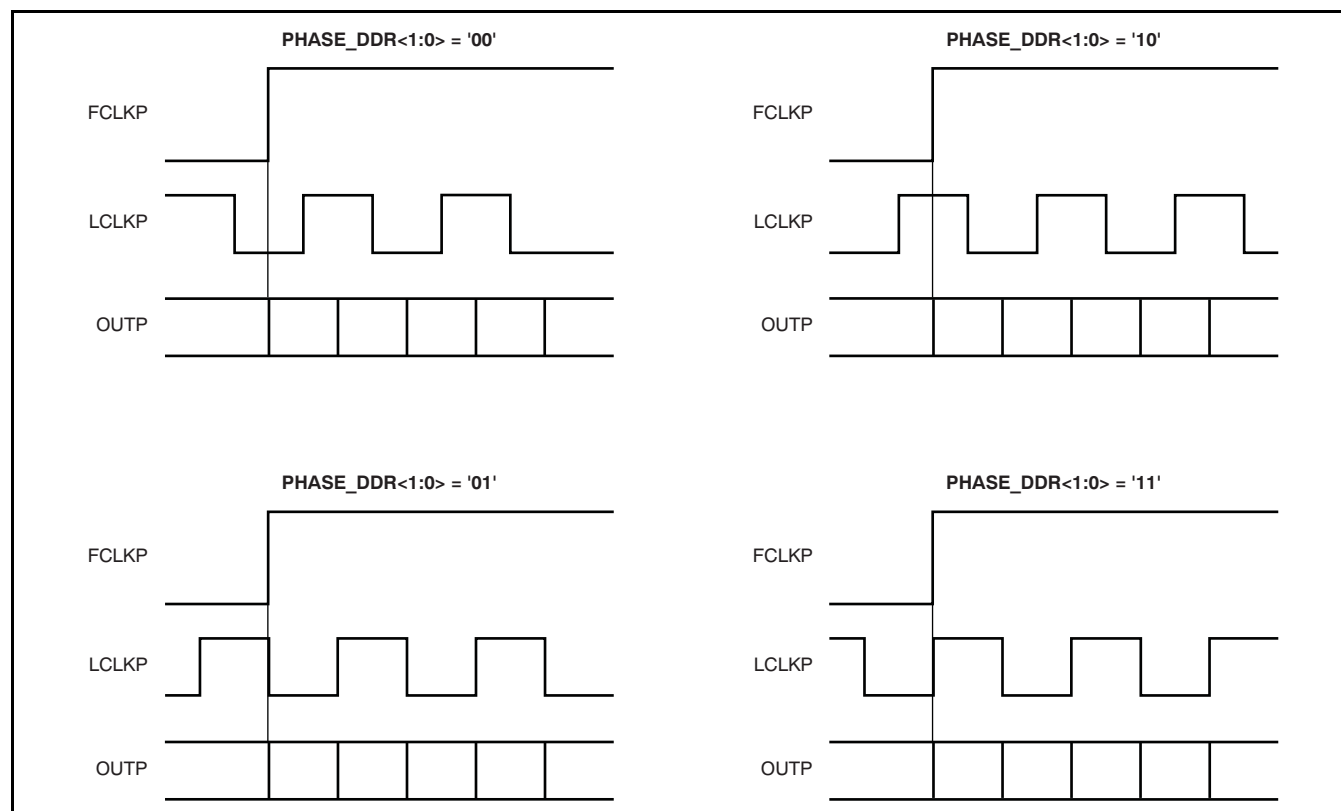 PHASE_DDR<1:0> = '00'
FCLKP
LCLKP
OUTP
PHASE_DDR<1:0> = '10'
FCLKP
LCLKP
OUTP
PHASE_DDR<1:0> = '01'
FCLKP
LCLKP
OUTP
PHASE_DDR<1:0> = '11'
FCLKP
LCLKP
OUTP